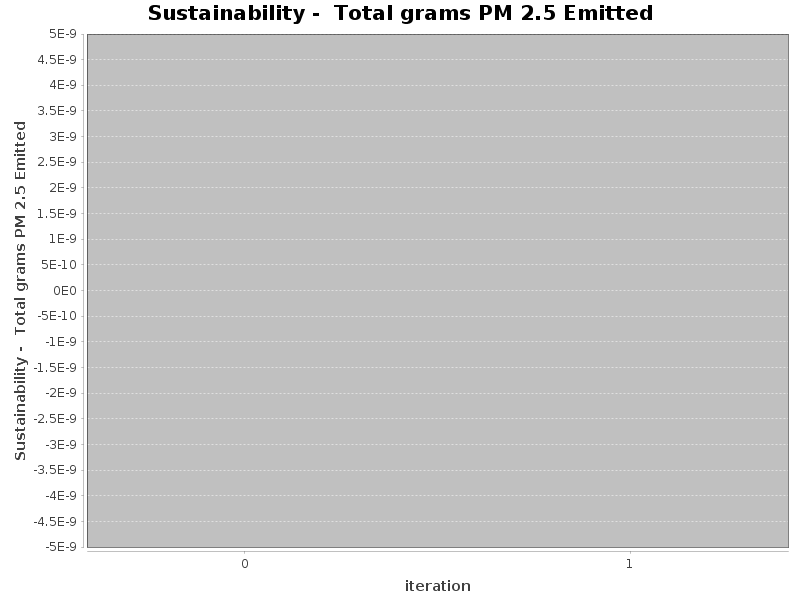 Sustainability -  Total grams PM 2.5 Emitted
5E-9
4.5E-9
4E-9
3.5E-9
3E-9
2.5E-9
2E-9
1.5E-9
1E-9
5E-10
0E0
-5E-10
-1E-9
-1.5E-9
-2E-9
-2.5E-9
-3E-9
-3.5E-9
-4E-9
-4.5E-9
-5E-9
Sustainability -  Total grams PM 2.5 Emitted
0
1
iteration